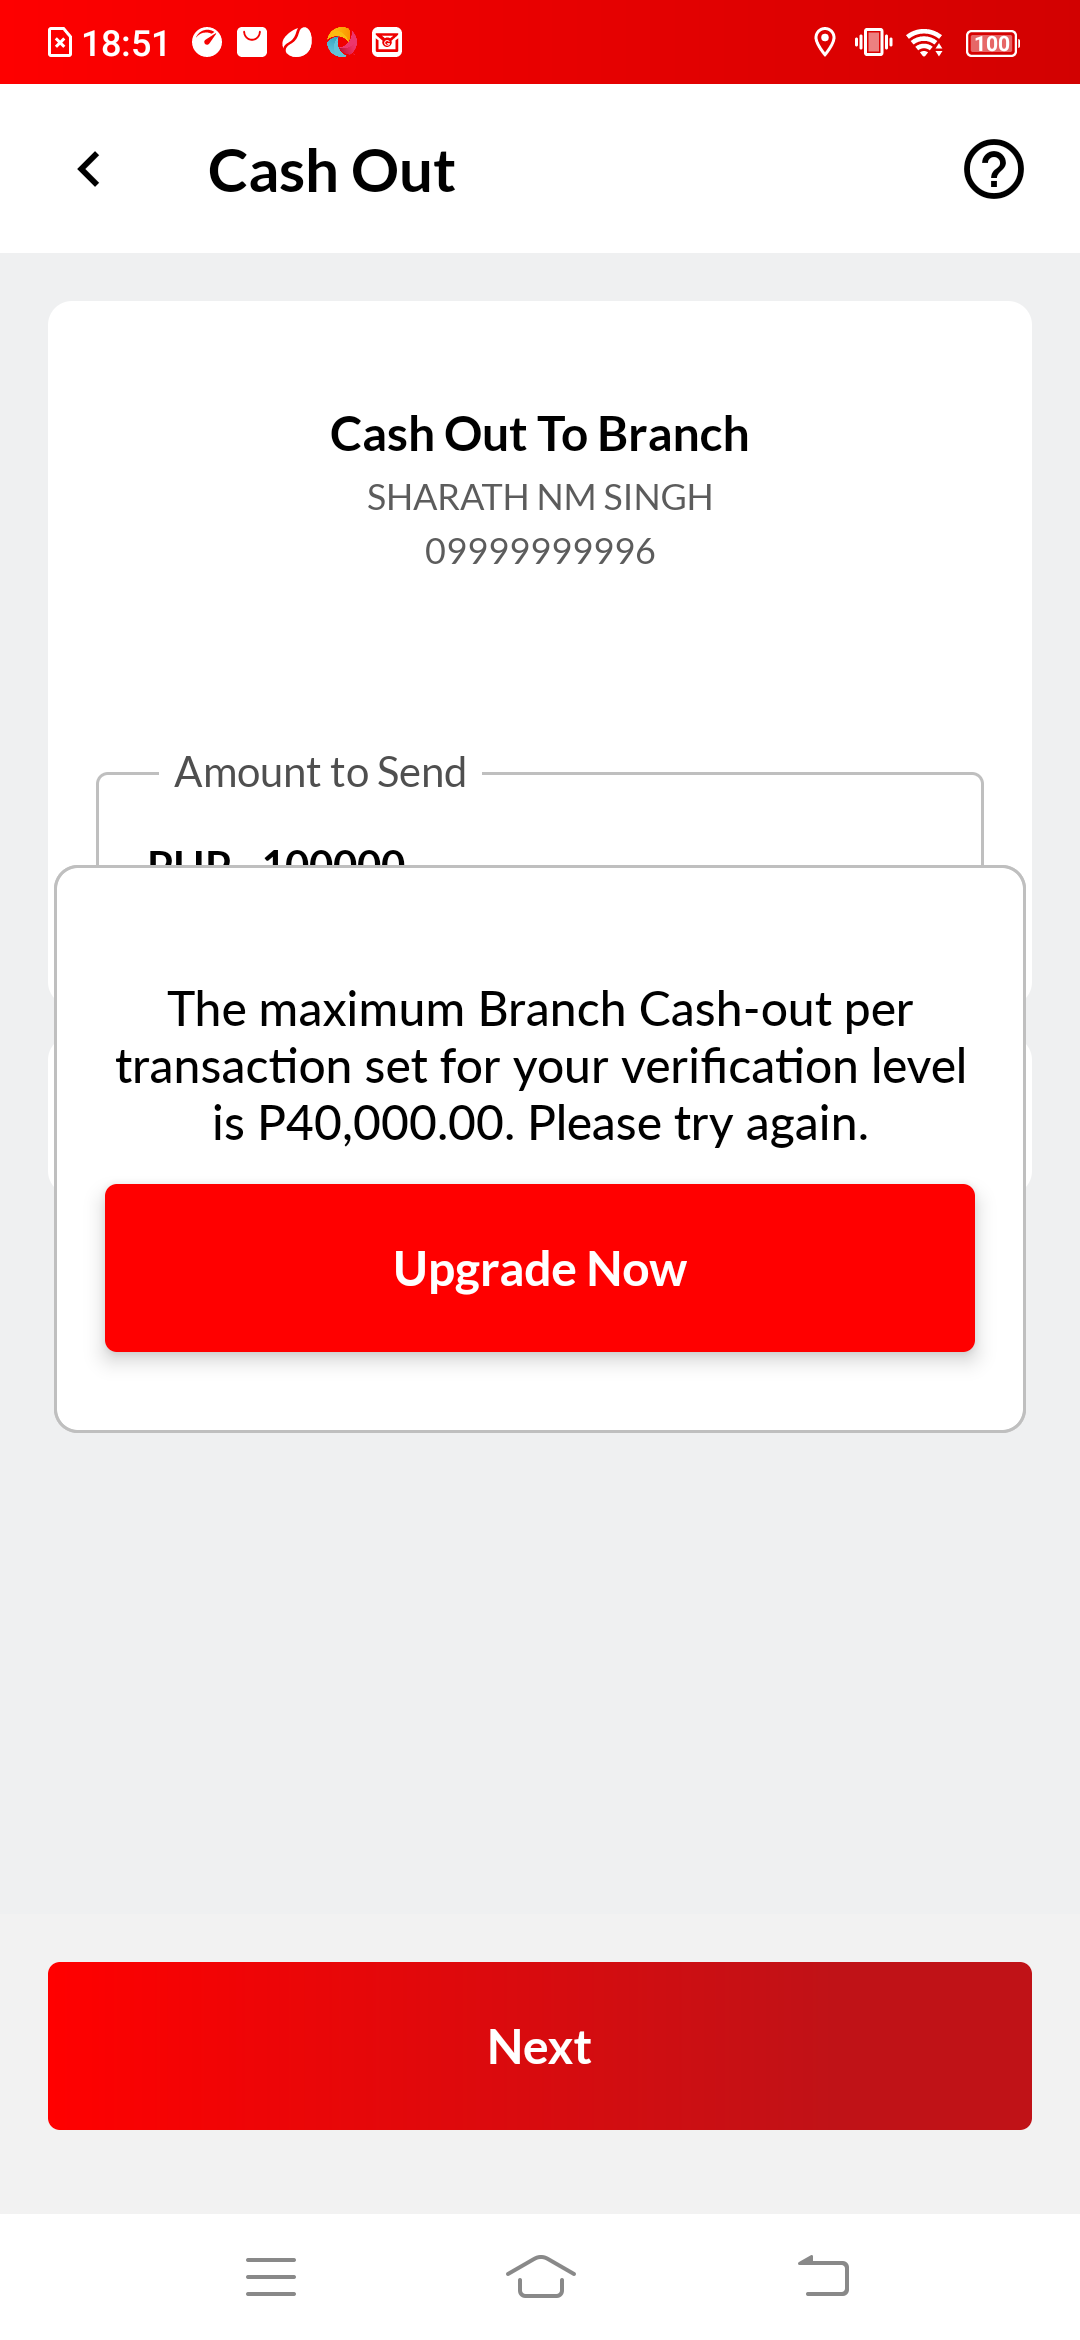 18:51
100
Cash Out
Cash Out To Branch
SHARATH NM SINGH
09999999996
Amount to Send
PHP 100000
The maximum Branch Cash-out per
transaction set for your verification level
is P40,000.00. Please try again.
Upgrade Now
Next